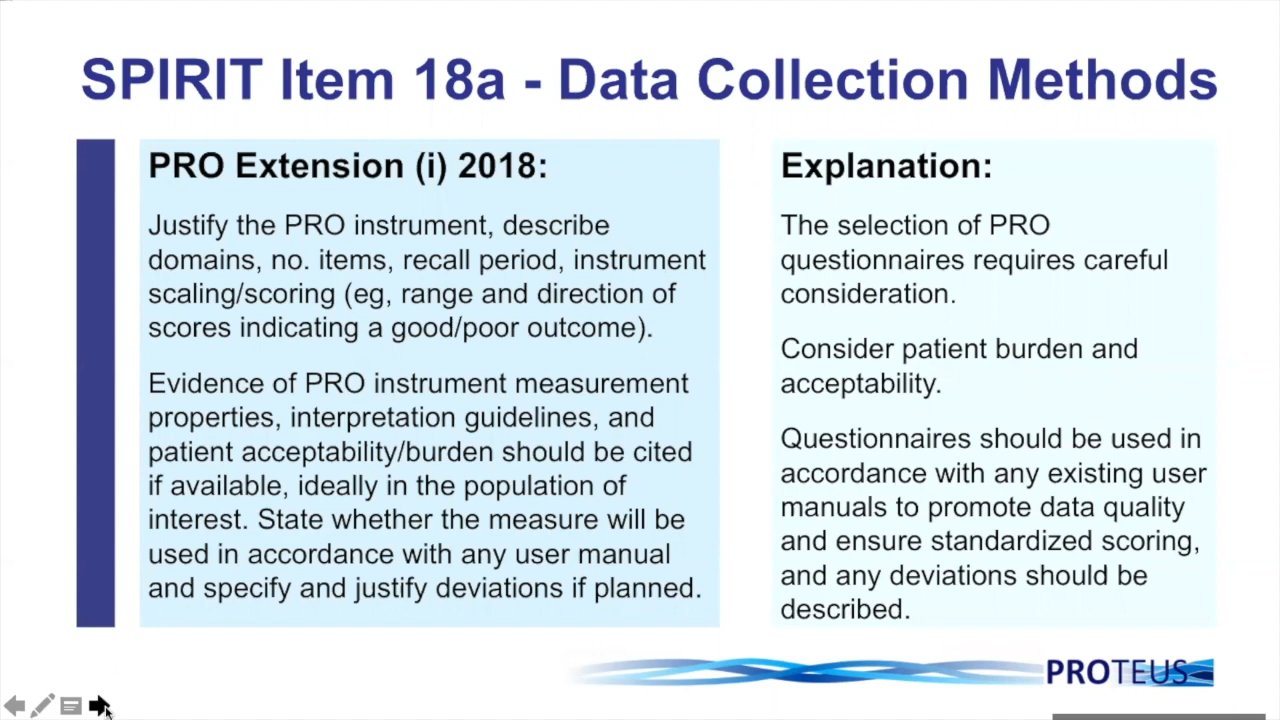 SPIRIT Item 18a - Data Collection Methods
PRO Extension (i) 2018:
Justify the PRO instrument, describe
domains, no. items, recall period, instrument
scaling/scoring (eg, range and direction of
scores indicating a good/poor outcome).
Evidence of PRO instrument measurement
properties, interpretation guidelines, and
patient acceptability/burden should be cited
if available, ideally in the population of
interest. State whether the measure will be
used in accordance with any user manual
and specify and justify deviations if planned.
Explanation:
The selection of PRO
questionnaires requires careful
consideration.
Consider patient burden and
acceptability.
Questionnaires should be used in
accordance with any existing user
manuals to promote data quality
and ensure standardized scoring,
and any deviations should be
described.
PROTEUS